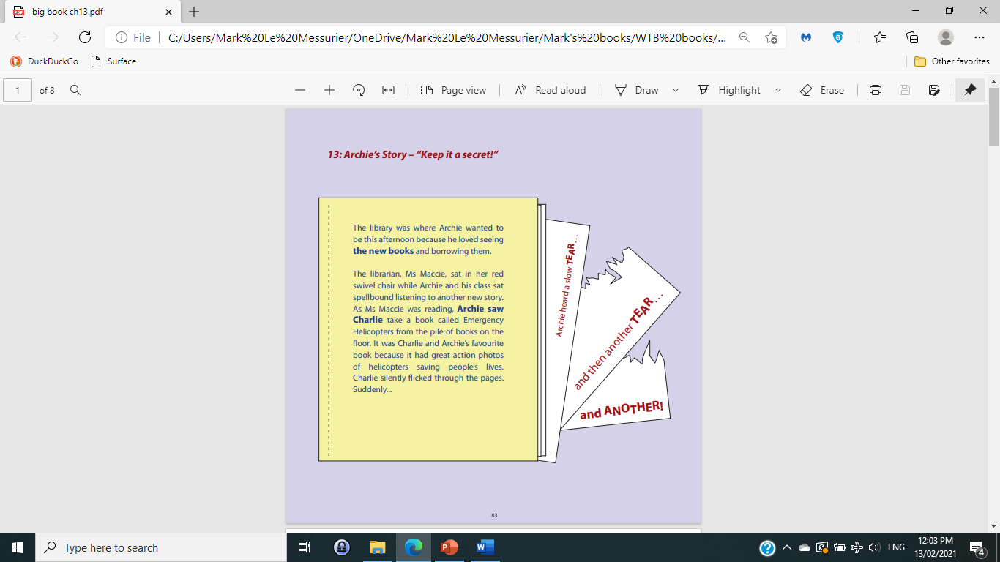 big book ch13.pdf
File C:/Users/Mark%20Le%20Messurier/OneDrive/Mark%20Le%20Messurier/Mark's%20books/WTB%20books/...
DuckDuckGo Surface Other favorites
1 of 8 Page view Read aloud Draw Highlight Erase
13: Archie's Story – “Keep it a secret!”
The library was where Archie wanted to
be this afternoon because he loved seeing
the new books and borrowing them.
The librarian, Ms Maccie, sat in her red
swivel chair while Archie and his class sat
spellbound listening to another new story.
As Ms Maccie was reading, Archie saw
Charlie take a book called Emergency
Helicopters from the pile of books on the
floor. It was Charlie and Archie's favourite
book because it had great action photos
of helicopters saving people's lives.
Charlie silently flicked through the pages.
Suddenly...
Archie heard a slow TEAR...
and then another TEAR...
and ANOTHER!
83
Type here to search
ENG
12:03 PM
13/02/2021
4